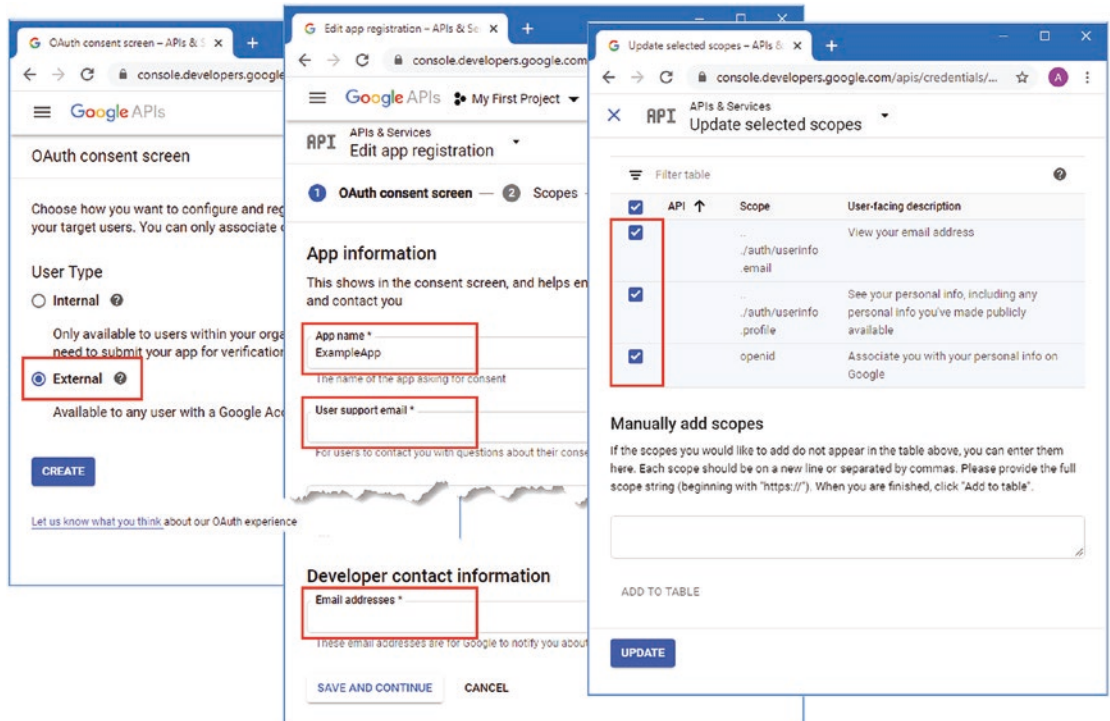 OAuth consent screen – APIs & S
console.developers.google
Google APIs
OAuth consent screen
Choose how you want to configure and reg
your target users. You can only associate
User Type
Internal
Only available to users within your orga
need to submit your app for verification
External
Available to any user with a Google Acc
CREATE
Let us know what you think about our OAuth experience
Edit app registration – APIs & Se
console.developers.google.com
Google APIs My First Project
API APIs & Services
Edit app registration
1 OAuth consent screen — 2 Scopes
App information
This shows in the consent screen, and helps en
and contact you
App name *
ExampleApp
The name of the app asking for consent
User support email *
For users to contact you with questions about their conse
Developer contact information
Email addresses *
These email addresses are for Google to notify you about
SAVE AND CONTINUE CANCEL
Update selected scopes – APIs &
console.developers.google.com/apis/credentials/... A
API APIs & Services
Update selected scopes
Filter table
API Scope User-facing description
.. View your email address
./auth/userinfo
.email
.. See your personal info, including any
./auth/userinfo personal info you've made publicly
.profile available
openid Associate you with your personal info on
Google
Manually add scopes
If the scopes you would like to add do not appear in the table above, you can enter them
here. Each scope should be on a new line or separated by commas. Please provide the full
scope string (beginning with "https://"). When you are finished, click "Add to table".
ADD TO TABLE
UPDATE